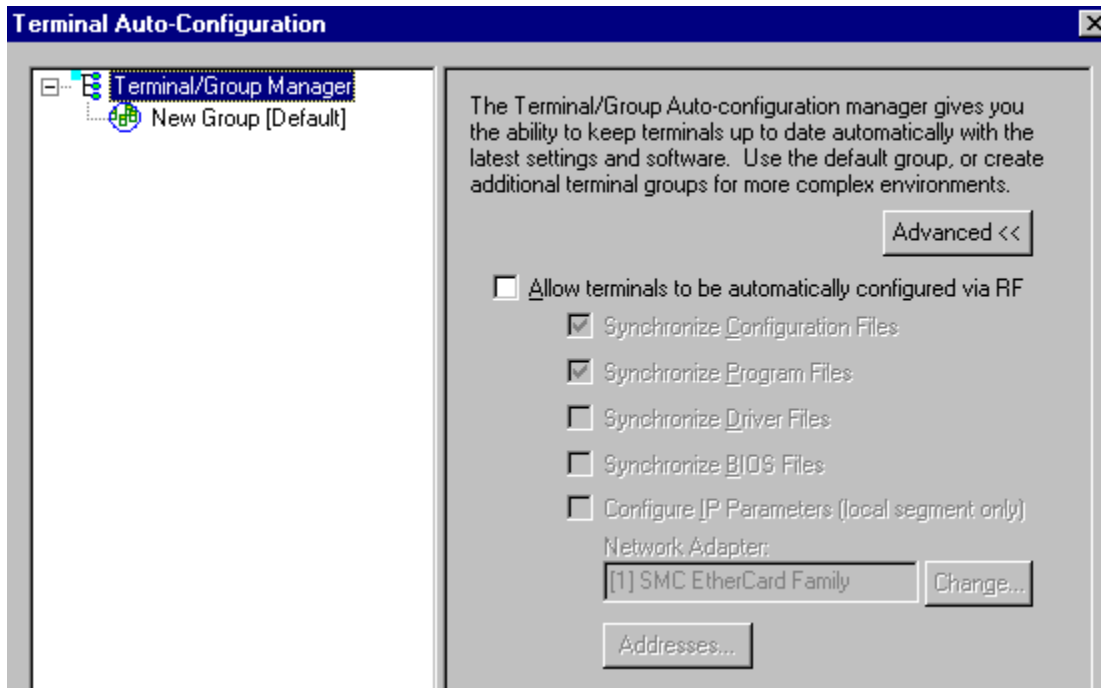 Terminal Auto-Configuration
Terminal/Group Manager
New Group [Default]
The Terminal/Group Auto-configuration manager gives you
the ability to keep terminals up to date automatically with the
latest settings and software.  Use the default group, or create
additional terminal groups for more complex environments.
Advanced <<
Allow terminals to be automatically configured via RF
Synchronize Configuration Files
Synchronize Program Files
Synchronize Driver Files
Synchronize BIOS Files
Configure IP Parameters (local segment only)
Network Adapter:
[1] SMC EtherCard Family
Change...
Addresses...